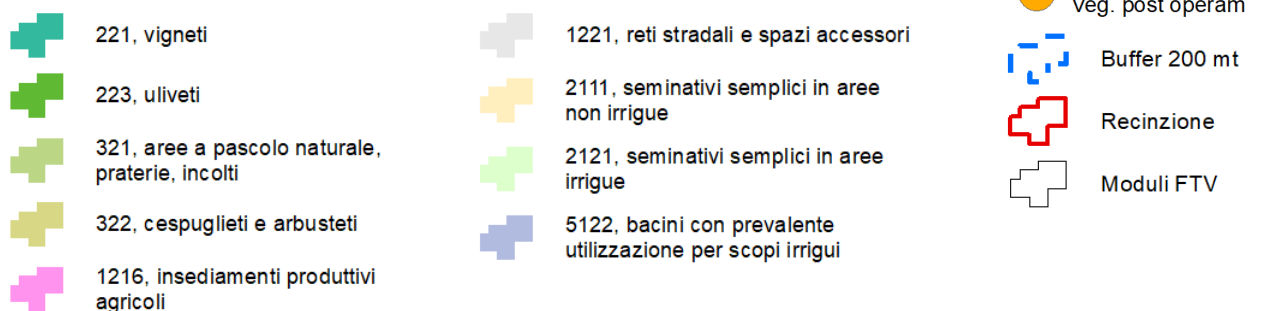 221, vigneti
223, uliveti
321, aree a pascolo naturale,
praterie, incolti
322, cespuglieti e arbusteti
1216, insediamenti produttivi
agricoli
1221, reti stradali e spazi accessori
2111, seminativi semplici in aree
non irrigue
2121, seminativi semplici in aree
irrigue
5122, bacini con prevalente
utilizzazione per scopi irrigui
veg. post operam
Buffer 200 mt
Recinzione
Moduli FTV